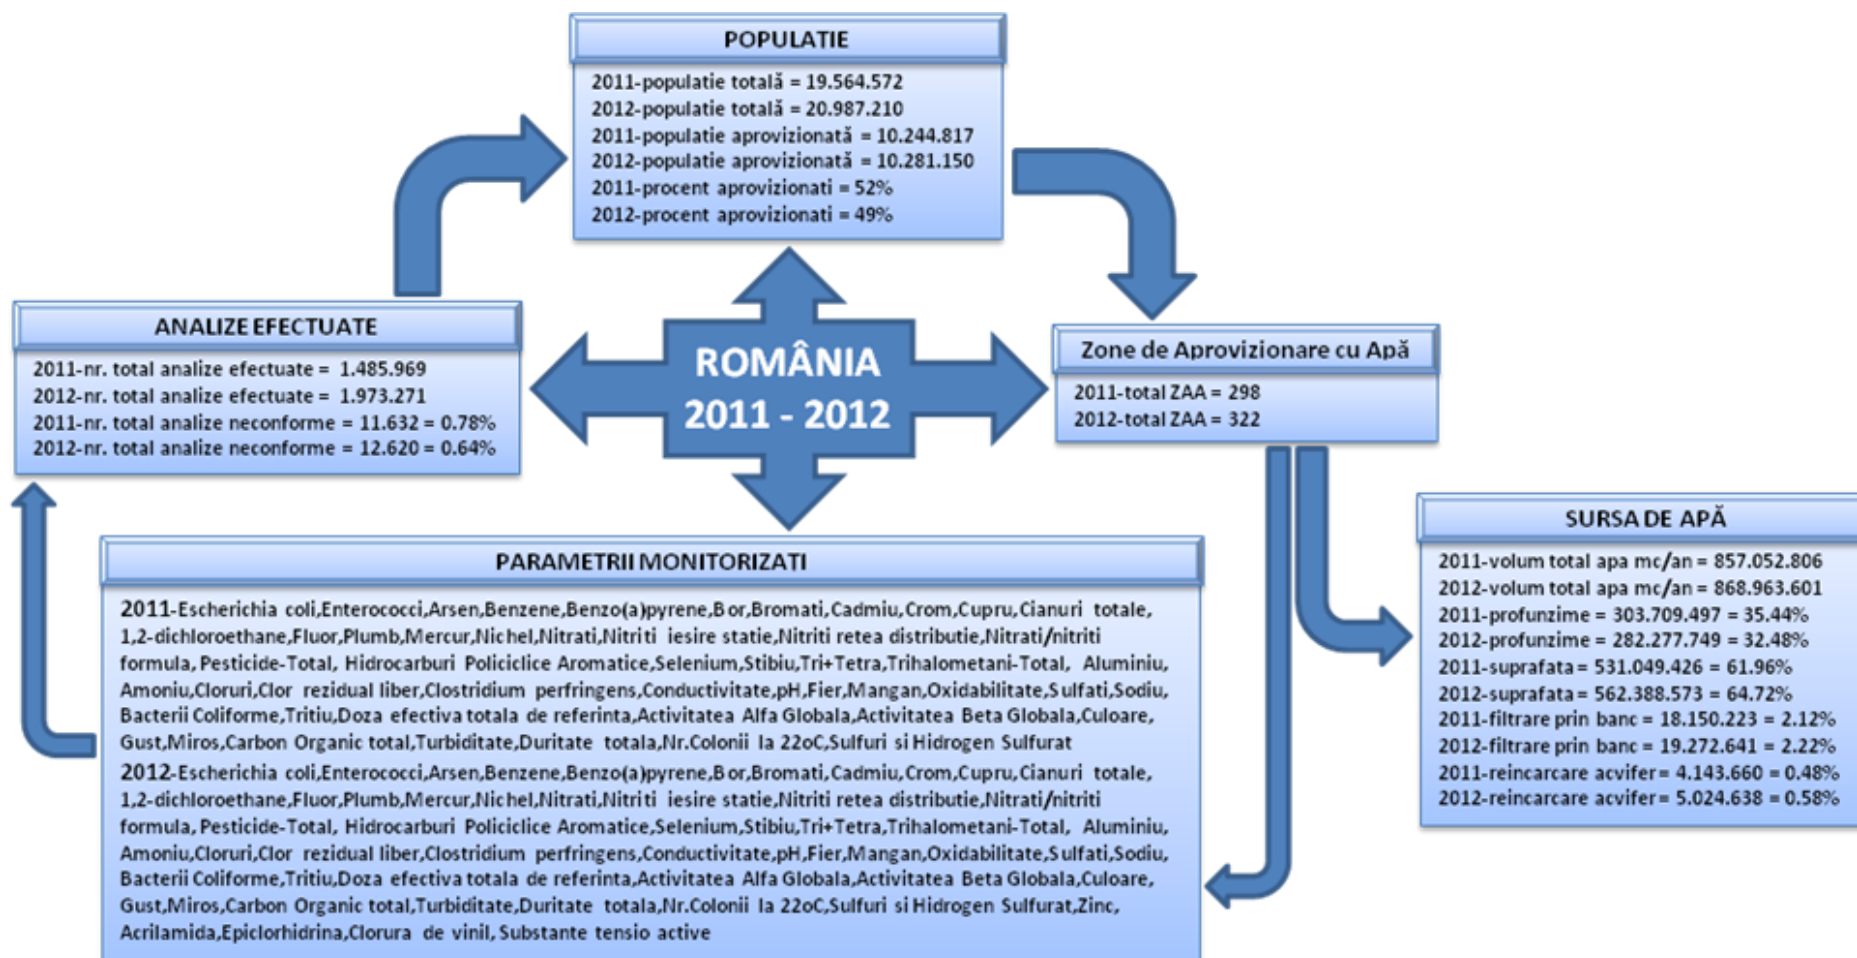 POPULATIE
2011-populatie totală = 19.564.572
2012-populatie totală = 20.987.210
2011-populatie aprovizionată = 10.244.817
2012-populatie aprovizionată = 10.281.150
2011-procent aprovizionati = 52%
2012-procent aprovizionati = 49%
ANALIZE EFECTUATE
2011-nr. total analize efectuate = 1.485.969
2012-nr. total analize efectuate = 1.973.271
2011-nr. total analize neconforme = 11.632 = 0.78%
2012-nr. total analize neconforme = 12.620 = 0.64%
ROMÂNIA
2011 - 2012
Zone de Aprovizionare cu Apă
2011-total ZAA = 298
2012-total ZAA = 322
SURSA DE APĂ
2011-volum total apa mc/an = 857.052.806
2012-volum total apa mc/an = 868.963.601
2011-profunzime = 303.709.497 = 35.44%
2012-profunzime = 282.277.749 = 32.48%
2011-suprafata = 531.049.426 = 61.96%
2012-suprafata = 562.388.573 = 64.72%
2011-filtrare prin banc = 18.150.223 = 2.12%
2012-filtrare prin banc = 19.272.641 = 2.22%
2011-reincarcare acvifer = 4.143.660 = 0.48%
2012-reincarcare acvifer = 5.024.638 = 0.58%
PARAMETRII MONITORIZATI
2011-Escherichia coli,Enterococi,Arsen,Benzene,Benzo(a)pyrene,Bor,Bromati,Cadmiu,Crom,Cupru,Cianuri totale,
1,2-dichloroethane,Fluor,Plumb,Mercur,Nichel,Nitrati,Nitriti iesire statie,Nitriti retea distributie,Nitrati/nitriti
formula, Pesticide-Total, Hidrocarburi Policiclice Aromatice,Selenium,Stibiu,Tri+Tetra,Trihalometani-Total, Aluminiu,
Amoniu,Cloruri,Clor rezidual liber,Clostridium perfringens,Conductivitate,pH,Fier,Mangan,Oxidabilitate,Sulfati,Sodiu,
Bacterii Coliforme,Tritiu,Doza efectiva totala de referinta,Activitatea Alfa Globala,Activitatea Beta Globala,Culoare,
Gust,Miros,Carbon Organic total,Turbiditate,Duritate totala,Nr.Colonii la 22oC,Sulfuri si Hidrogen Sulfurat
2012-Escherichia coli,Enterococi,Arsen,Benzene,Benzo(a)pyrene,Bor,Bromati,Cadmiu,Crom,Cupru,Cianuri totale,
1,2-dichloroethane,Fluor,Plumb,Mercur,Nichel,Nitrati,Nitriti iesire statie,Nitriti retea distributie,Nitrati/nitriti
formula, Pesticide-Total, Hidrocarburi Policiclice Aromatice,Selenium,Stibiu,Tri+Tetra,Trihalometani-Total, Aluminiu,
Amoniu,Cloruri,Clor rezidual liber,Clostridium perfringens,Conductivitate,pH,Fier,Mangan,Oxidabilitate,Sulfati,Sodiu,
Bacterii Coliforme,Tritiu,Doza efectiva totala de referinta,Activitatea Alfa Globala,Activitatea Beta Globala,Culoare,
Gust,Miros,Carbon Organic total,Turbiditate,Duritate totala,Nr.Colonii la 22oC,Sulfuri si Hidrogen Sulfurat,Zinc,
Acrilamida,Epiclorhidrina,Clorura de vinil, Substante tensio active